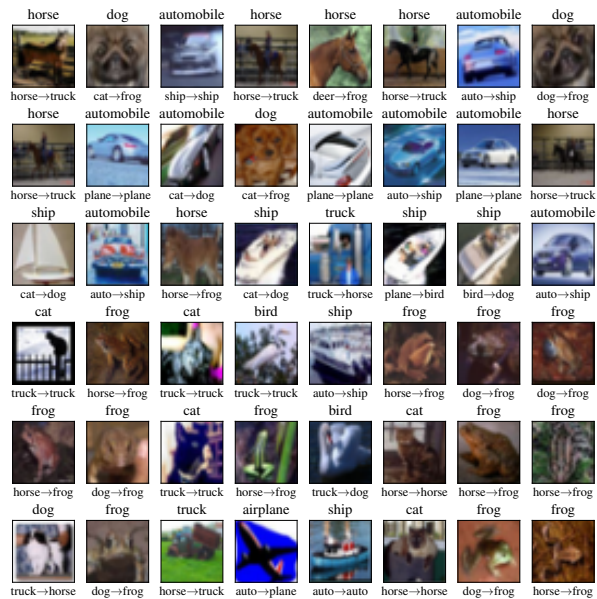 horse dog automobile horse horse horse automobile dog
horse→truck cat→frog ship→ship horse→truck deer→frog horse→truck auto→ship dog→frog
horse automobile automobile dog automobile automobile automobile horse
horse→truck plane→plane cat→dog cat→frog plane→plane auto→ship plane→plane horse→truck
ship automobile horse ship truck ship ship automobile
cat→dog auto→ship horse→frog cat→dog truck→horse plane→bird bird→dog auto→ship
cat frog cat bird ship frog frog frog
truck→truck horse→frog truck→truck truck→truck auto→ship horse→frog dog→frog dog→frog
frog frog cat frog bird cat frog frog
horse→frog dog→frog truck→truck horse→frog truck→dog horse→horse horse→frog horse→frog
dog frog truck airplane ship cat frog frog
truck→horse dog→frog horse→truck auto→plane auto→auto horse→horse dog→frog horse→frog